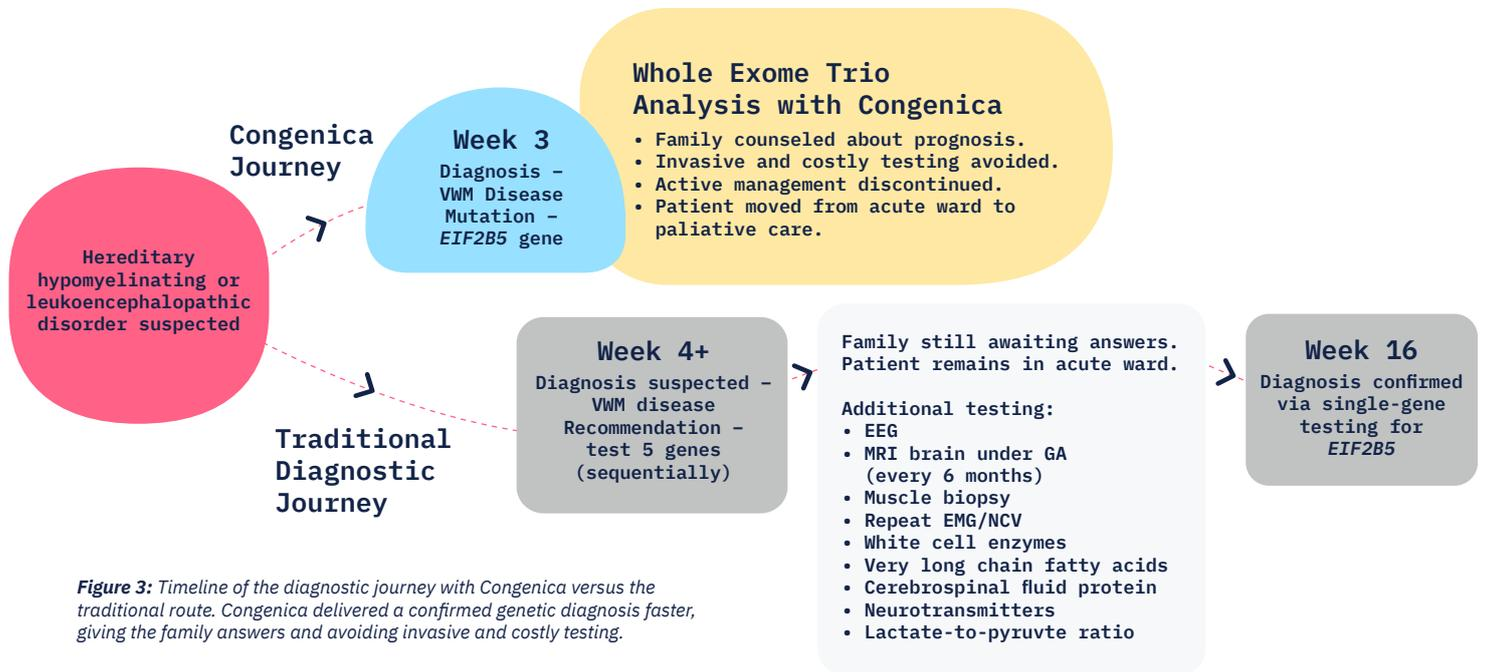 Congenica
Journey
Hereditary
hypomyelinating or
leukoencephalopathic
disorder suspected
Week 3
Diagnosis –
VWM Disease
Mutation –
EIF2B5 gene
Whole Exome Trio
Analysis with Congenica
• Family counseled about prognosis.
• Invasive and costly testing avoided.
• Active management discontinued.
• Patient moved from acute ward to
paliative care.
Traditional
Diagnostic
Journey
Week 4+
Diagnosis suspected –
VWM disease
Recommendation –
test 5 genes
(sequentially)
Family still awaiting answers.
Patient remains in acute ward.
Additional testing:
• EEG
• MRI brain under GA
(every 6 months)
• Muscle biopsy
• Repeat EMG/NCV
• White cell enzymes
• Very long chain fatty acids
• Cerebrospinal fluid protein
• Neurotransmitters
• Lactate-to-pyruvte ratio
Week 16
Diagnosis confirmed
via single-gene
testing for
EIF2B5
Figure 3: Timeline of the diagnostic journey with Congenica versus the
traditional route. Congenica delivered a confirmed genetic diagnosis faster,
giving the family answers and avoiding invasive and costly testing.